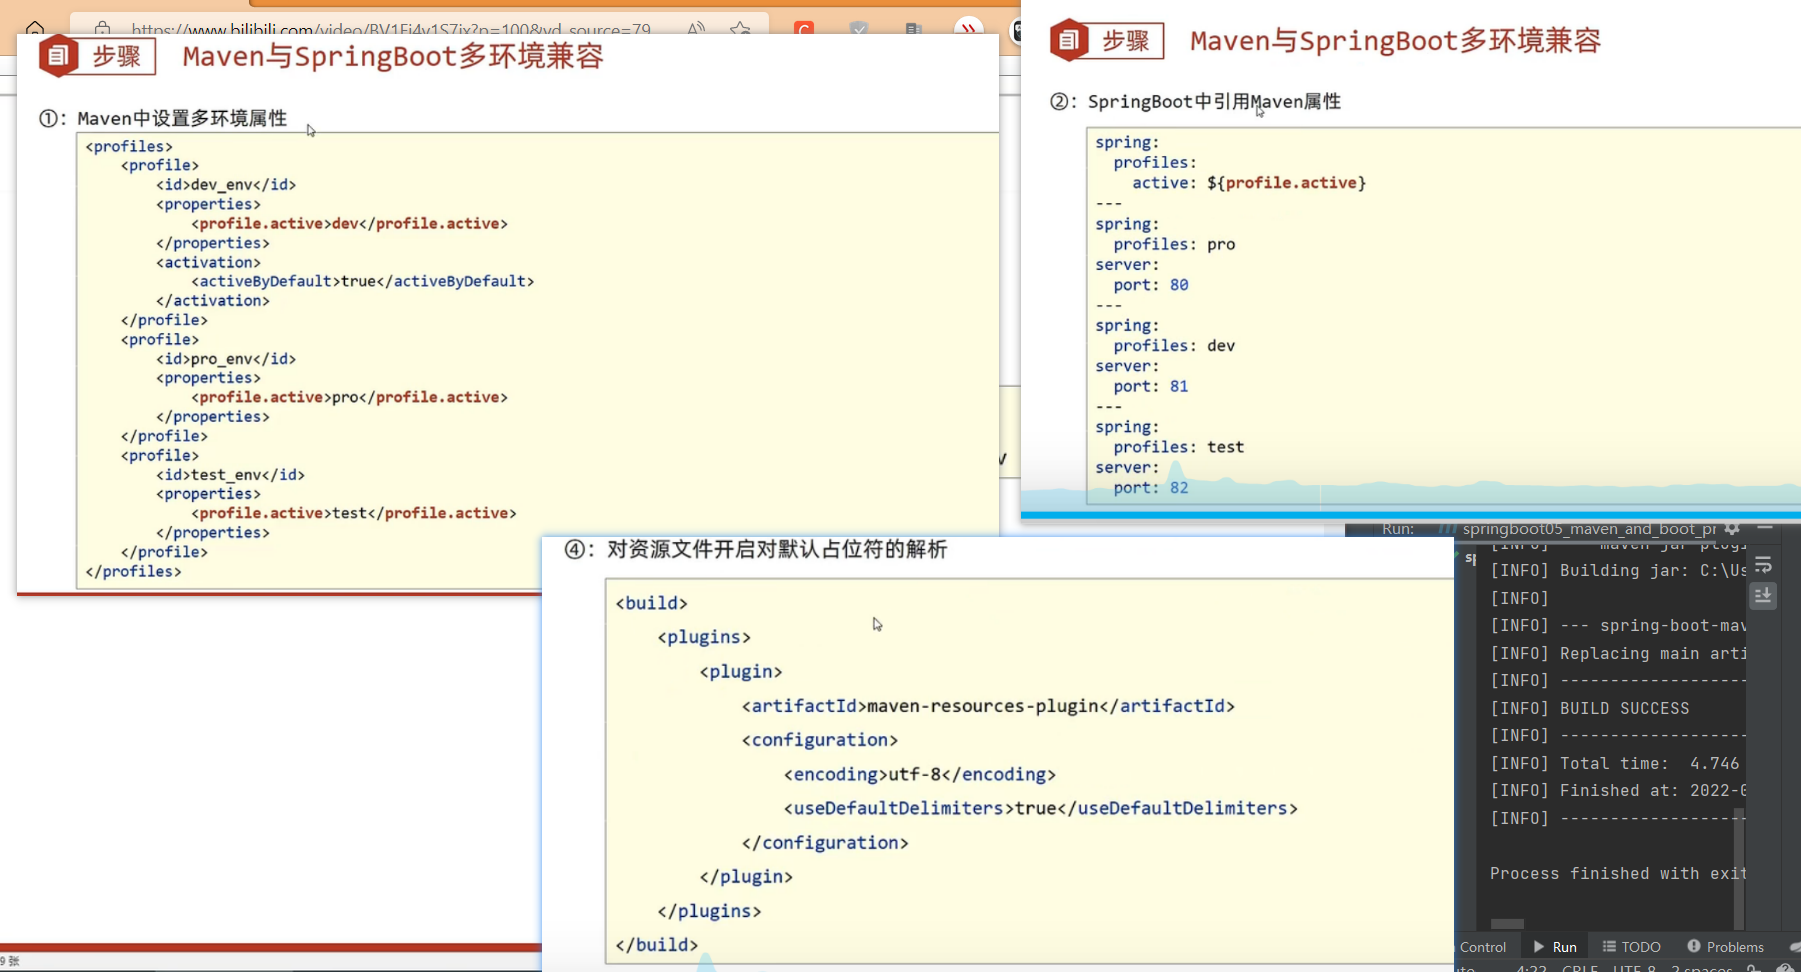 https://www.bilibili.com/video/BV1Fi4y1S7ix?p=100&vd_source=79
步骤
Maven与SpringBoot多环境兼容
①：Maven中设置多环境属性
<profiles>
<profile>
<id>dev_env</id>
<properties>
<profile.active>dev</profile.active>
</properties>
<activation>
<activeByDefault>true</activeByDefault>
</activation>
</profile>
<profile>
<id>pro_env</id>
<properties>
<profile.active>pro</profile.active>
</properties>
</profile>
<profile>
<id>test_env</id>
<properties>
<profile.active>test</profile.active>
</properties>
</profile>
</profiles>
步骤
Maven与SpringBoot多环境兼容
②：SpringBoot中引用Maven属性
spring:
profiles:
active: ${profile.active}
---
spring:
profiles: pro
server:
port: 80
---
spring:
profiles: dev
server:
port: 81
---
spring:
profiles: test
server:
port: 82
④：对资源文件开启对默认占位符的解析
<build>
<plugins>
<plugin>
<artifactId>maven-resources-plugin</artifactId>
<configuration>
<encoding>utf-8</encoding>
<useDefaultDelimiters>true</useDefaultDelimiters>
</configuration>
</plugin>
</plugins>
</build>
9 张
Run: springboot05_maven_and_boot_pr
sp
[INFO] --- maven-jar-plugi
[INFO] Building jar: C:\Us
[INFO]
[INFO] --- spring-boot-mav
[INFO] Replacing main arti
[INFO] -------------------
[INFO] BUILD SUCCESS
[INFO] -------------------
[INFO] Total time: 4.746
[INFO] Finished at: 2022-0
[INFO] -------------------
Process finished with exit
Control Run TODO Problems
4:22 CRLF UTF-8 2 spaces